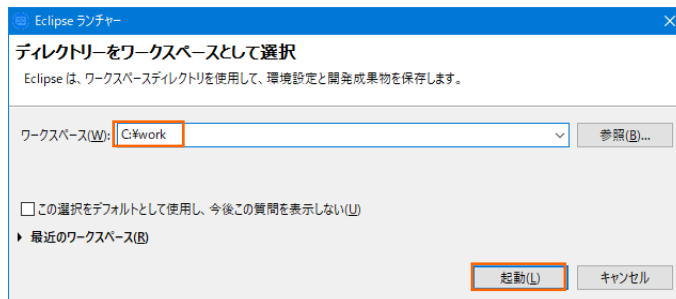 Eclipse ランチャー
ディレクトリーをワークスペースとして選択
Eclipse は、ワークスペースディレクトリを使用して、環境設定と開発成果物を保存します。
ワークスペース(W): C:¥work 参照(B)...
この選択をデフォルトとして使用し、今後この質問を表示しない(U)
最近のワークスペース(R)
起動(L) キャンセル